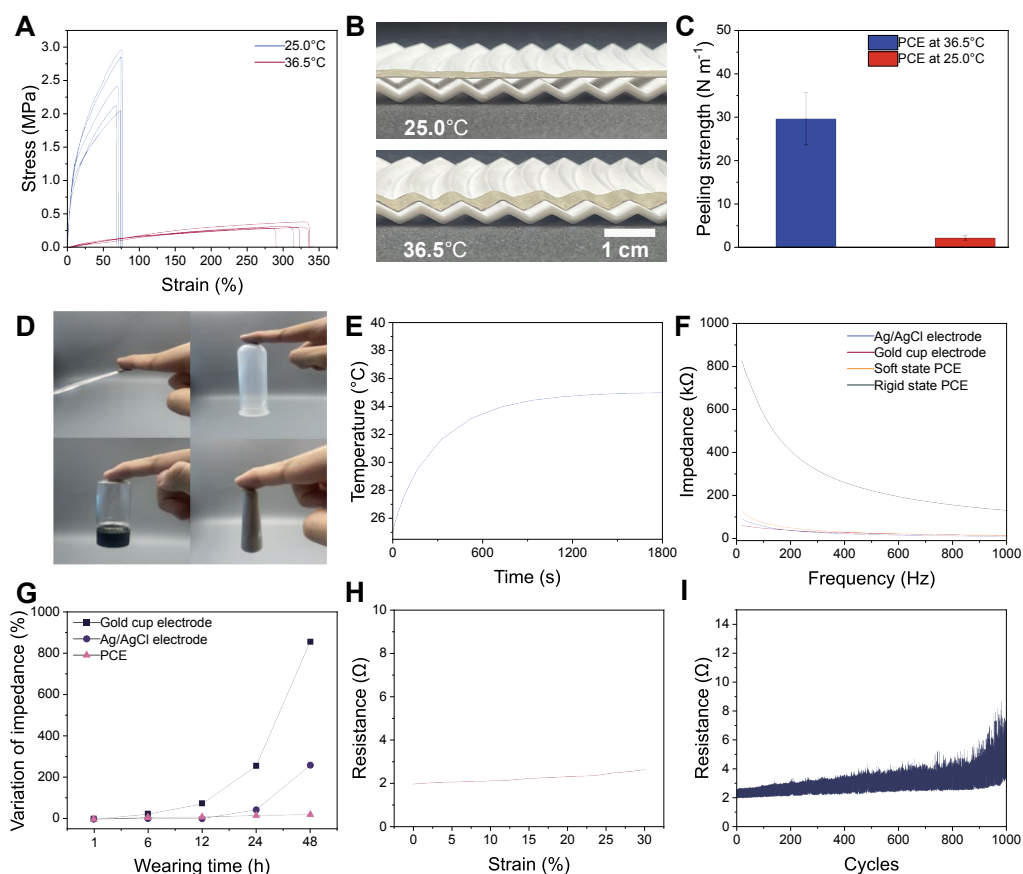 A
3.0
2.5
2.0
1.5
1.0
0.5
0.0
0
50
100
150
200
250
300
350
Stress (MPa)
Strain (%)
25.0°C
36.5°C
B
25.0°C
36.5°C
1 cm
C
50
40
30
20
10
0
Peeling strength (N m⁻¹)
PCE at 36.5°C
PCE at 25.0°C
D
E
40
38
36
34
32
30
28
26
0
600
1200
1800
Temperature (°C)
Time (s)
F
1000
800
600
400
200
0
0
200
400
600
800
1000
Impedance (kΩ)
Frequency (Hz)
Ag/AgCl electrode
Gold cup electrode
Soft state PCE
Rigid state PCE
G
1000
800
600
400
200
0
1
6
12
24
48
Variation of impedance (%)
Wearing time (h)
Gold cup electrode
Ag/AgCl electrode
PCE
H
10
8
6
4
2
0
0
5
10
15
20
25
30
Resistance (Ω)
Strain (%)
I
14
12
10
8
6
4
2
0
0
200
400
600
800
1000
Resistance (Ω)
Cycles